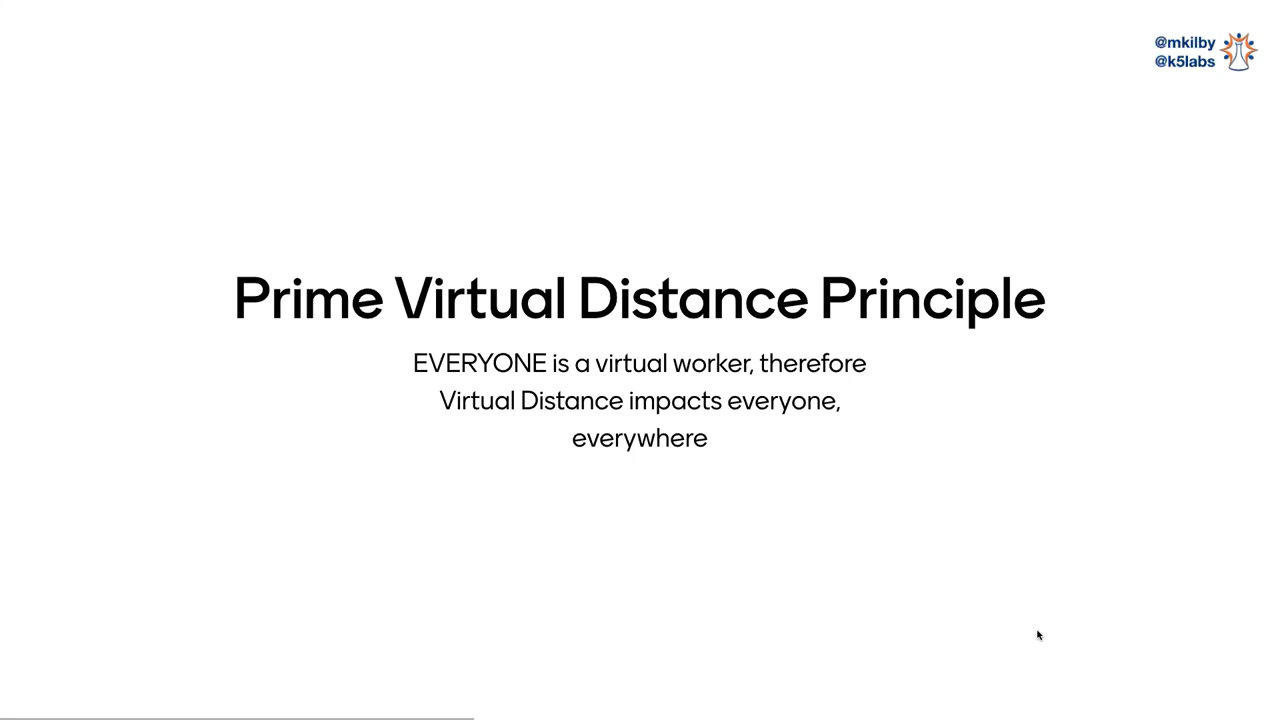 @mkilby
@k5labs
Prime Virtual Distance Principle
EVERYONE is a virtual worker, therefore
Virtual Distance impacts everyone,
everywhere